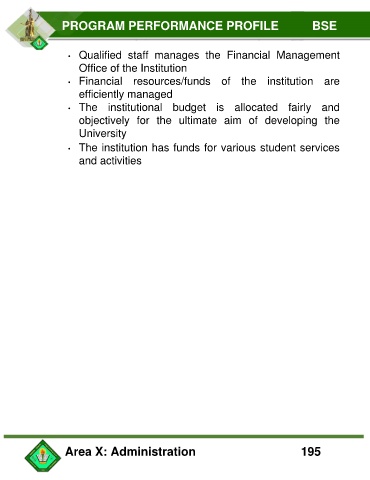 PROGRAM PERFORMANCE PROFILE BSE
• Qualified staff manages the Financial Management
Office of the Institution
• Financial resources/funds of the institution are
efficiently managed
• The institutional budget is allocated fairly and
objectively for the ultimate aim of developing the
University
• The institution has funds for various student services
and activities
Area X: Administration 195